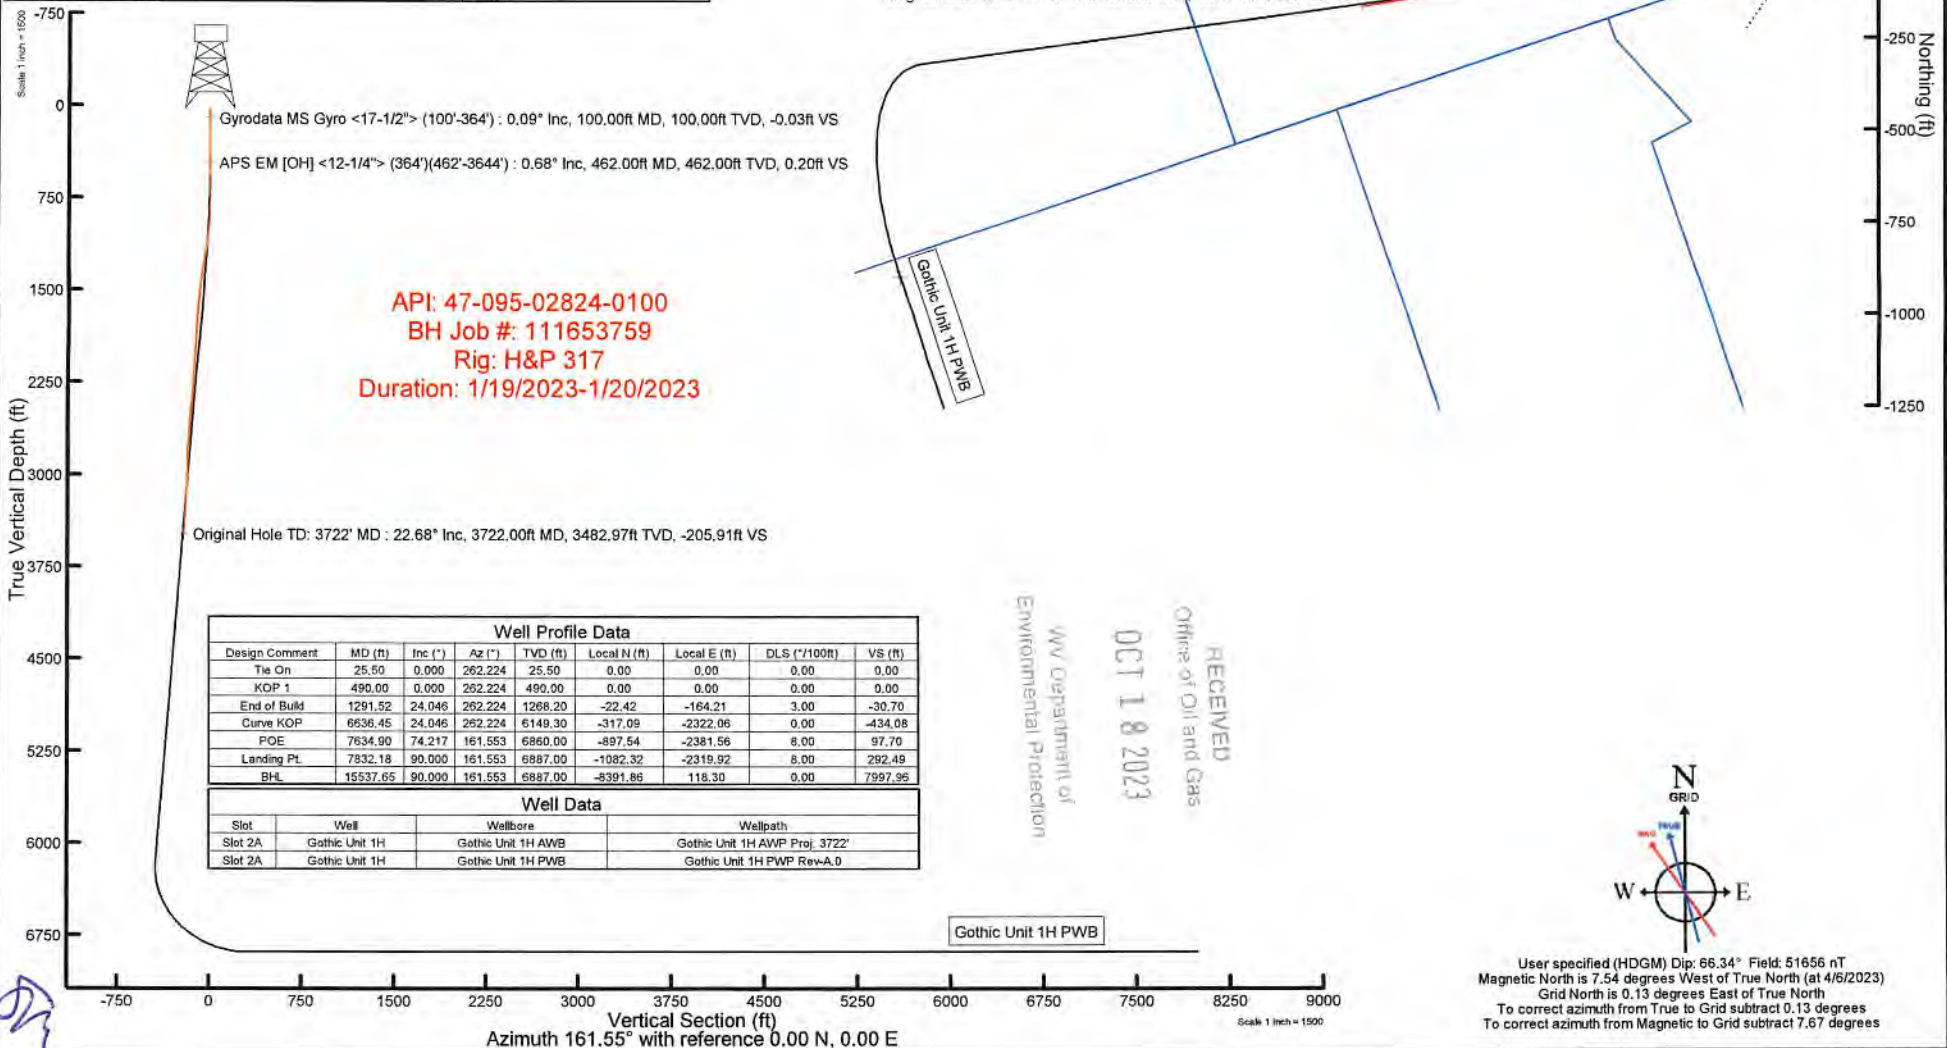 Scale 1 inch = 1500
-750
0
750
1500
2250
3000
3750
4500
5250
6000
6750
True Vertical Depth (ft)
Gyrodata MS Gyro <17-1/2"> (100'-364') : 0.09° Inc, 100.00ft MD, 100.00ft TVD, -0.03ft VS
APS EM [OH] <12-1/4"> (364')(462'-3644') : 0.68° Inc, 462.00ft MD, 462.00ft TVD, 0.20ft VS
API: 47-095-02824-0100
BH Job #: 111653759
Rig: H&P 317
Duration: 1/19/2023-1/20/2023
Original Hole TD: 3722' MD : 22.68° Inc, 3722.00ft MD, 3482.97ft TVD, -205.91ft VS
Gothic Unit 1H PWB
-250
-500
-750
-1000
-1250
Northing (ft)
Well Profile Data
Design Comment MD (ft) Inc (°) Az (°) TVD (ft) Local N (ft) Local E (ft) DLS (°/100ft) VS (ft)
Tie On 25.50 0.000 262.224 25.50 0.00 0.00 0.00 0.00
KOP 1 490.00 0.000 262.224 490.00 0.00 0.00 0.00 0.00
End of Build 1291.52 24.046 262.224 1268.20 -22.42 -164.21 3.00 -30.70
Curve KOP 6636.45 24.046 262.224 6149.30 -317.09 -2322.06 0.00 -434.08
POE 7634.90 74.217 161.553 6860.00 -897.54 -2381.56 8.00 97.70
Landing Pt. 7832.18 90.000 161.553 6887.00 -1082.32 -2319.92 8.00 292.49
BHL 15537.65 90.000 161.553 6887.00 -8391.86 118.30 0.00 7997.96
Well Data
Slot Well Wellbore Wellpath
Slot 2A Gothic Unit 1H Gothic Unit 1H AWB Gothic Unit 1H AWP Proj: 3722'
Slot 2A Gothic Unit 1H Gothic Unit 1H PWB Gothic Unit 1H PWP Rev-A.0
RECEIVED
Office of Oil and Gas
OCT 18 2023
WV Department of
Environmental Protection
Gothic Unit 1H PWB
-750 0 750 1500 2250 3000 3750 4500 5250 6000 6750 7500 8250 9000
Vertical Section (ft)
Scale 1 inch = 1500
Azimuth 161.55° with reference 0.00 N, 0.00 E
N
GRID
MAG
TRUE
W E
User specified (HDGM) Dip: 66.34° Field: 51656 nT
Magnetic North is 7.54 degrees West of True North (at 4/6/2023)
Grid North is 0.13 degrees East of True North
To correct azimuth from True to Grid subtract 0.13 degrees
To correct azimuth from Magnetic to Grid subtract 7.67 degrees